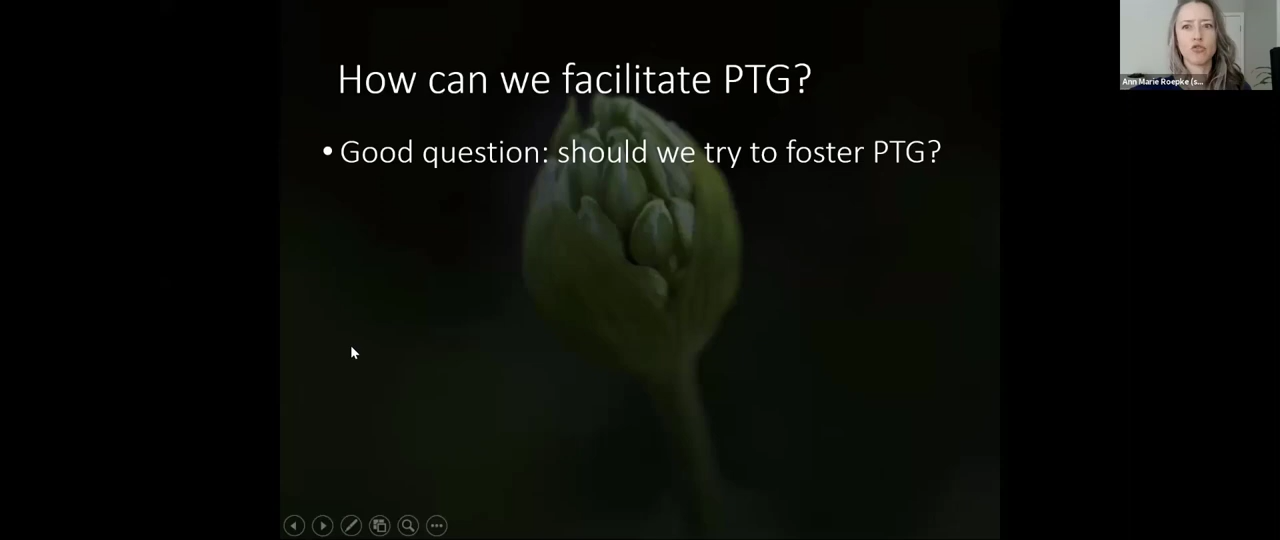 How can we facilitate PTG?
• Good question: should we try to foster PTG?
Ann Marie Roepke (s...